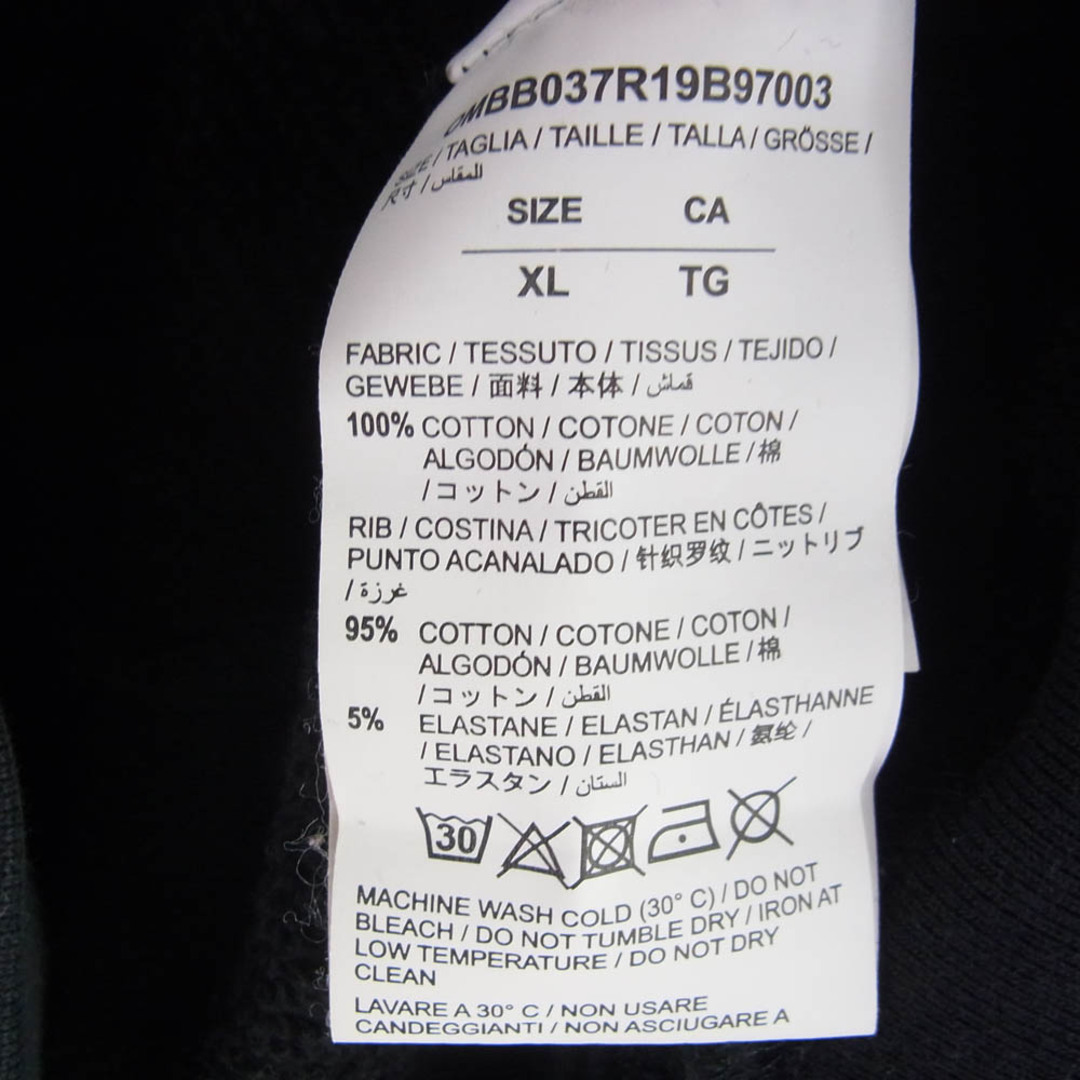 OMBB037R19B97003
SIZE / TAGLIA / TAILLE / TALLA / GRÖSSE /
尺寸 / المقاس
SIZE CA
XL TG
FABRIC / TESSUTO / TISSUS / TEJIDO /
GEWEBE / 面料 / 本体 / قماش
100% COTTON / COTONE / COTON /
ALGODÓN / BAUMWOLLE / 棉
/ コットン / القطن
RIB / COSTINA / TRICOTER EN CÔTES /
PUNTO ACANALADO / 针织罗纹 / ニットリブ
/ غرزة
95% COTTON / COTONE / COTON /
ALGODÓN / BAUMWOLLE / 棉
/ コットン / القطن
5% ELASTANE / ELASTAN / ÉLASTHANNE
/ ELASTANO / ELASTHAN / 氨纶 /
エラスタン / الستان
30
MACHINE WASH COLD (30° C) / DO NOT
BLEACH / DO NOT TUMBLE DRY / IRON AT
LOW TEMPERATURE / DO NOT DRY
CLEAN
LAVARE A 30° C / NON USARE
CANDEGGIANTI / NON ASCIUGARE A